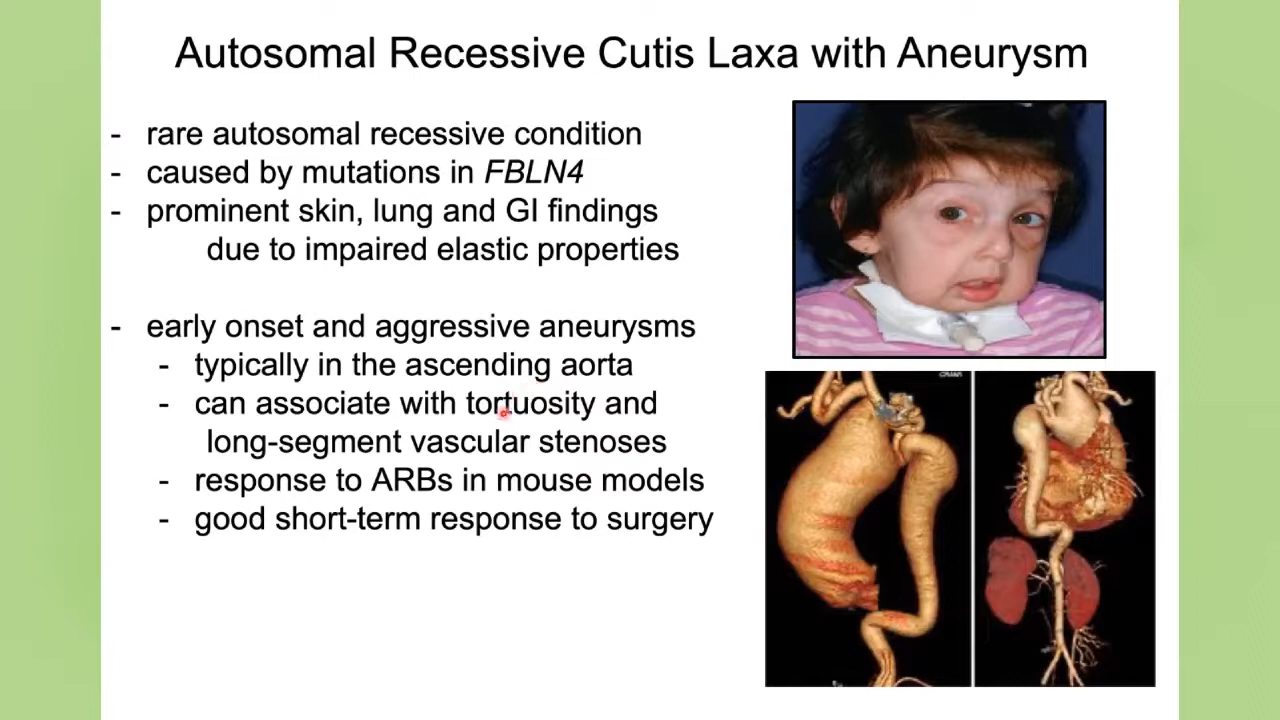 Autosomal Recessive Cutis Laxa with Aneurysm
- rare autosomal recessive condition
- caused by mutations in FBLN4
- prominent skin, lung and GI findings
due to impaired elastic properties
- early onset and aggressive aneurysms
- typically in the ascending aorta
- can associate with tortuosity and
long-segment vascular stenoses
- response to ARBs in mouse models
- good short-term response to surgery